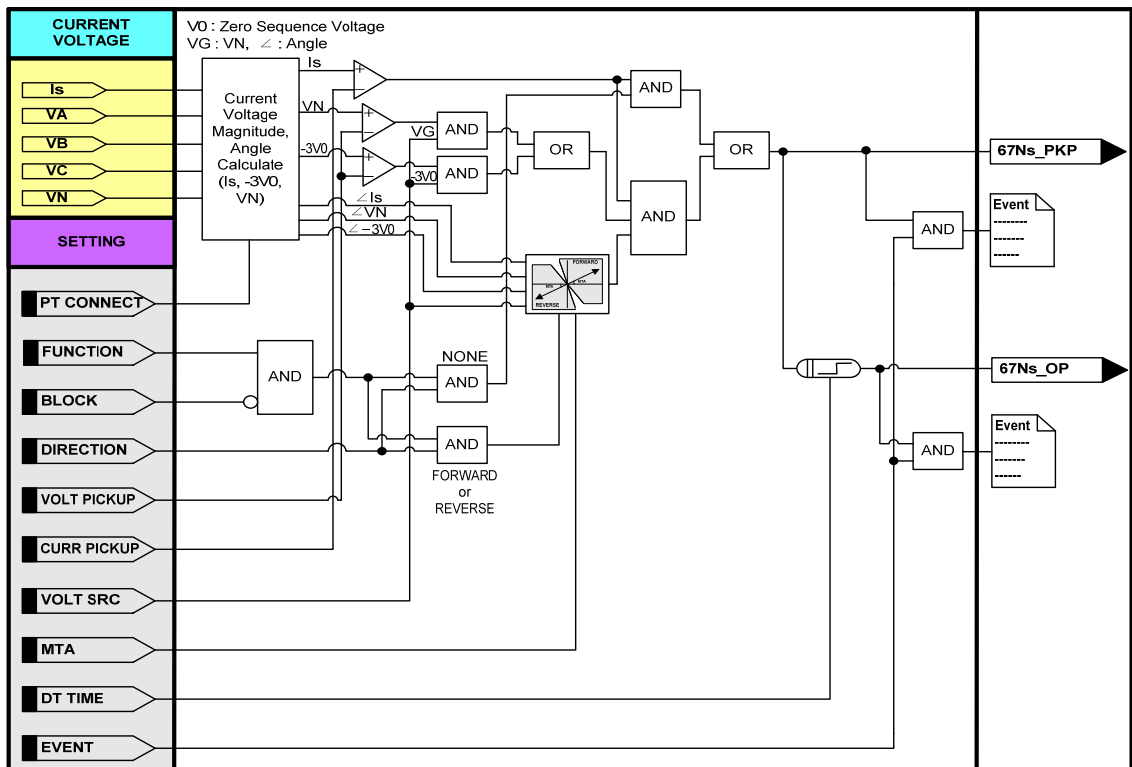 CURRENT
VOLTAGE
V0 : Zero Sequence Voltage
VG : VN, ∠ : Angle
Is
VA
VB
VC
VN
Current
Voltage
Magnitude,
Angle
Calculate
(Is, -3V0,
VN)
Is
VN
-3V0
∠Is
∠VN
∠-3V0
VG
AND
-3V0
AND
OR
AND
AND
OR
FORWARD
MTA
MTA
REVERSE
67Ns_PKP
AND
Event
SETTING
PT CONNECT
FUNCTION
BLOCK
DIRECTION
VOLT PICKUP
CURR PICKUP
VOLT SRC
MTA
DT TIME
EVENT
AND
NONE
AND
AND
FORWARD
or
REVERSE
67Ns_OP
AND
Event